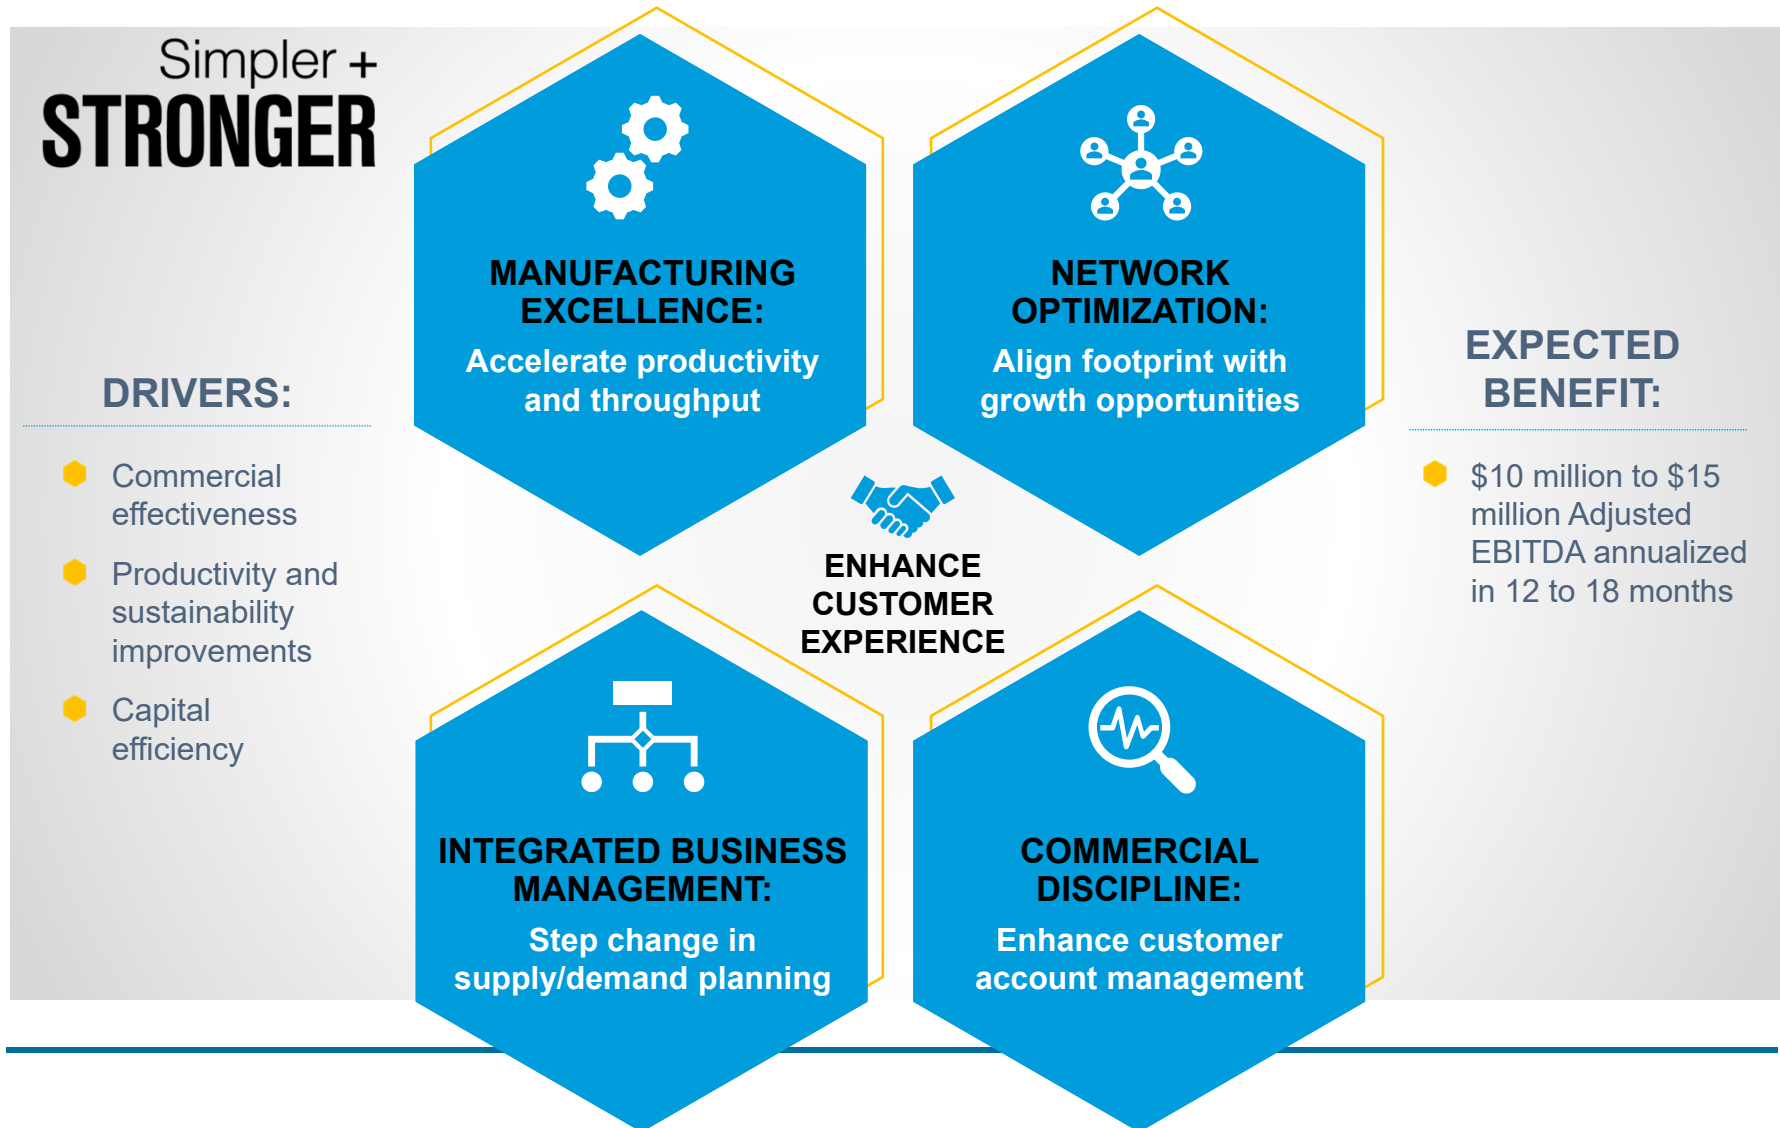 Simpler +
STRONGER
DRIVERS:
Commercial
effectiveness
Productivity and
sustainability
improvements
Capital
efficiency
MANUFACTURING
EXCELLENCE:
Accelerate productivity
and throughput
NETWORK
OPTIMIZATION:
Align footprint with
growth opportunities
ENHANCE
CUSTOMER
EXPERIENCE
INTEGRATED BUSINESS
MANAGEMENT:
Step change in
supply/demand planning
COMMERCIAL
DISCIPLINE:
Enhance customer
account management
EXPECTED
BENEFIT:
$10 million to $15
million Adjusted
EBITDA annualized
in 12 to 18 months